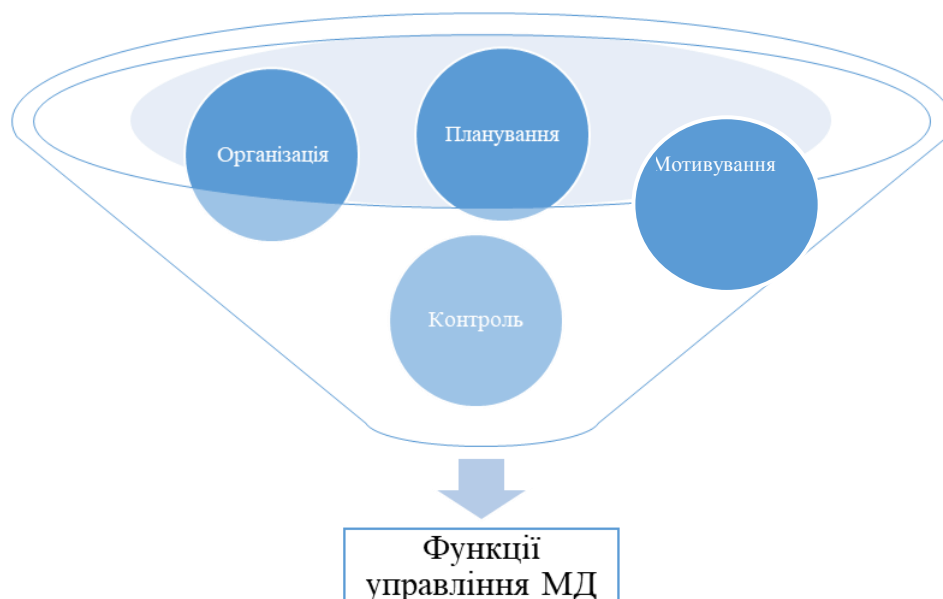 Організація
Планування
Мотивування
Контроль
Функції
управління МД